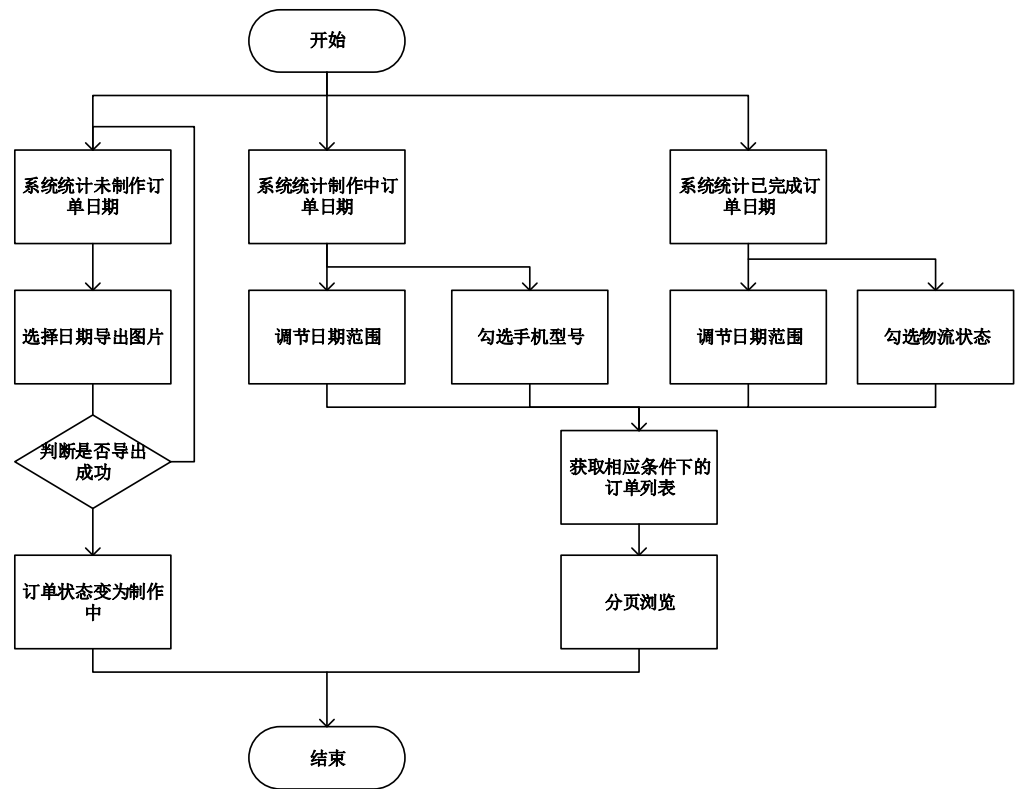 开始
系统统计未制作订
单日期
系统统计制作中订
单日期
系统统计已完成订
单日期
选择日期导出图片
调节日期范围
勾选手机型号
调节日期范围
勾选物流状态
判断是否导出
成功
获取相应条件下的
订单列表
订单状态变为制作
中
分页浏览
结束